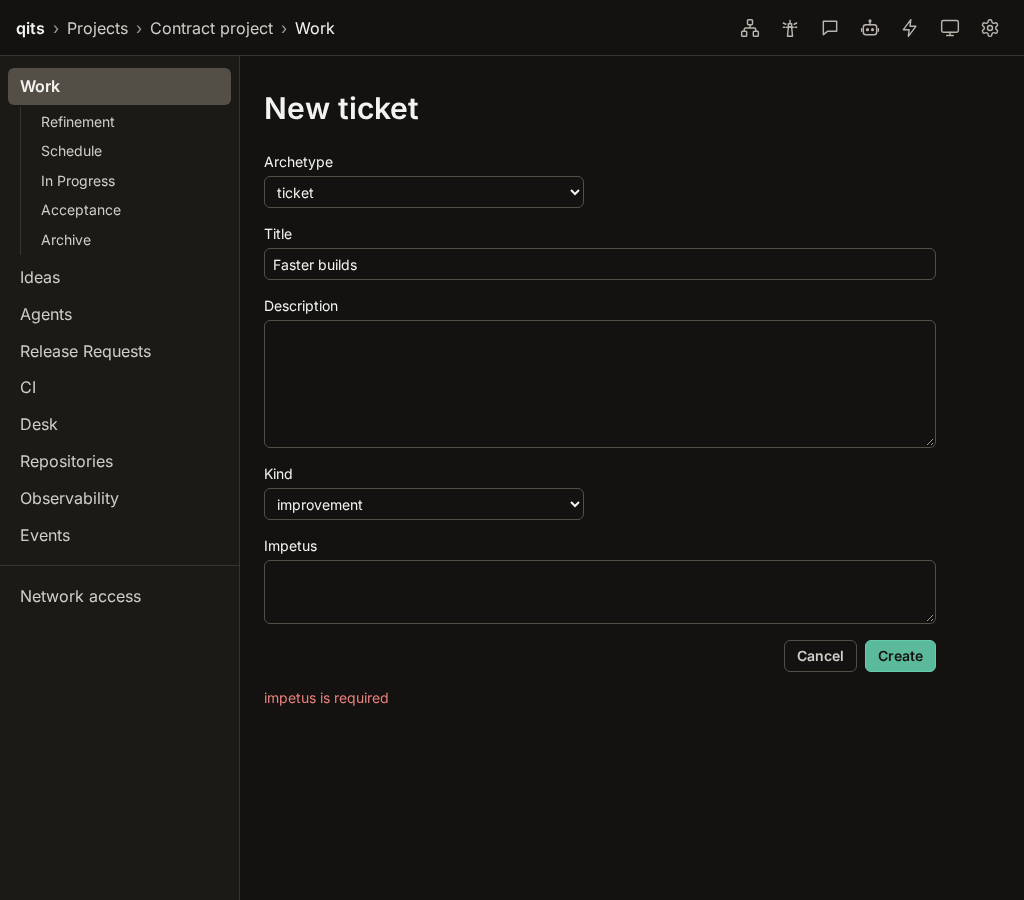 qits › Projects › Contract project › Work
Work
Refinement
Schedule
In Progress
Acceptance
Archive
Ideas
Agents
Release Requests
CI
Desk
Repositories
Observability
Events
Network access
New ticket
Archetype
ticket
Title
Faster builds
Description
Kind
improvement
Impetus
Cancel
Create
impetus is required